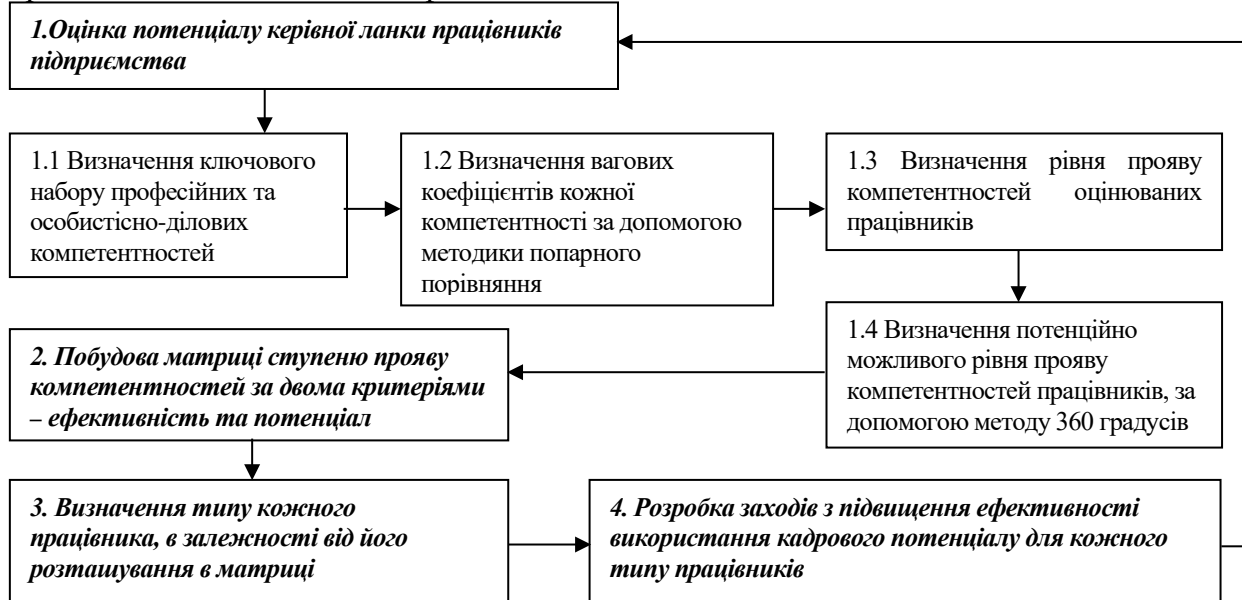 1.Оцінка потенціалу керівної ланки працівників
підприємства
1.1 Визначення ключового
набору професійних та
особистісно-ділових
компетентностей
1.2 Визначення вагових
коефіцієнтів кожної
компетентності за допомогою
методики попарного
порівняння
1.3 Визначення рівня прояву
компетентностей оцінюваних
працівників
1.4 Визначення потенційно
можливого рівня прояву
компетентностей працівників, за
допомогою методу 360 градусів
2. Побудова матриці ступеню прояву
компетентностей за двома критеріями
– ефективність та потенціал
3. Визначення типу кожного
працівника, в залежності від його
розташування в матриці
4. Розробка заходів з підвищення ефективності
використання кадрового потенціалу для кожного
типу працівників